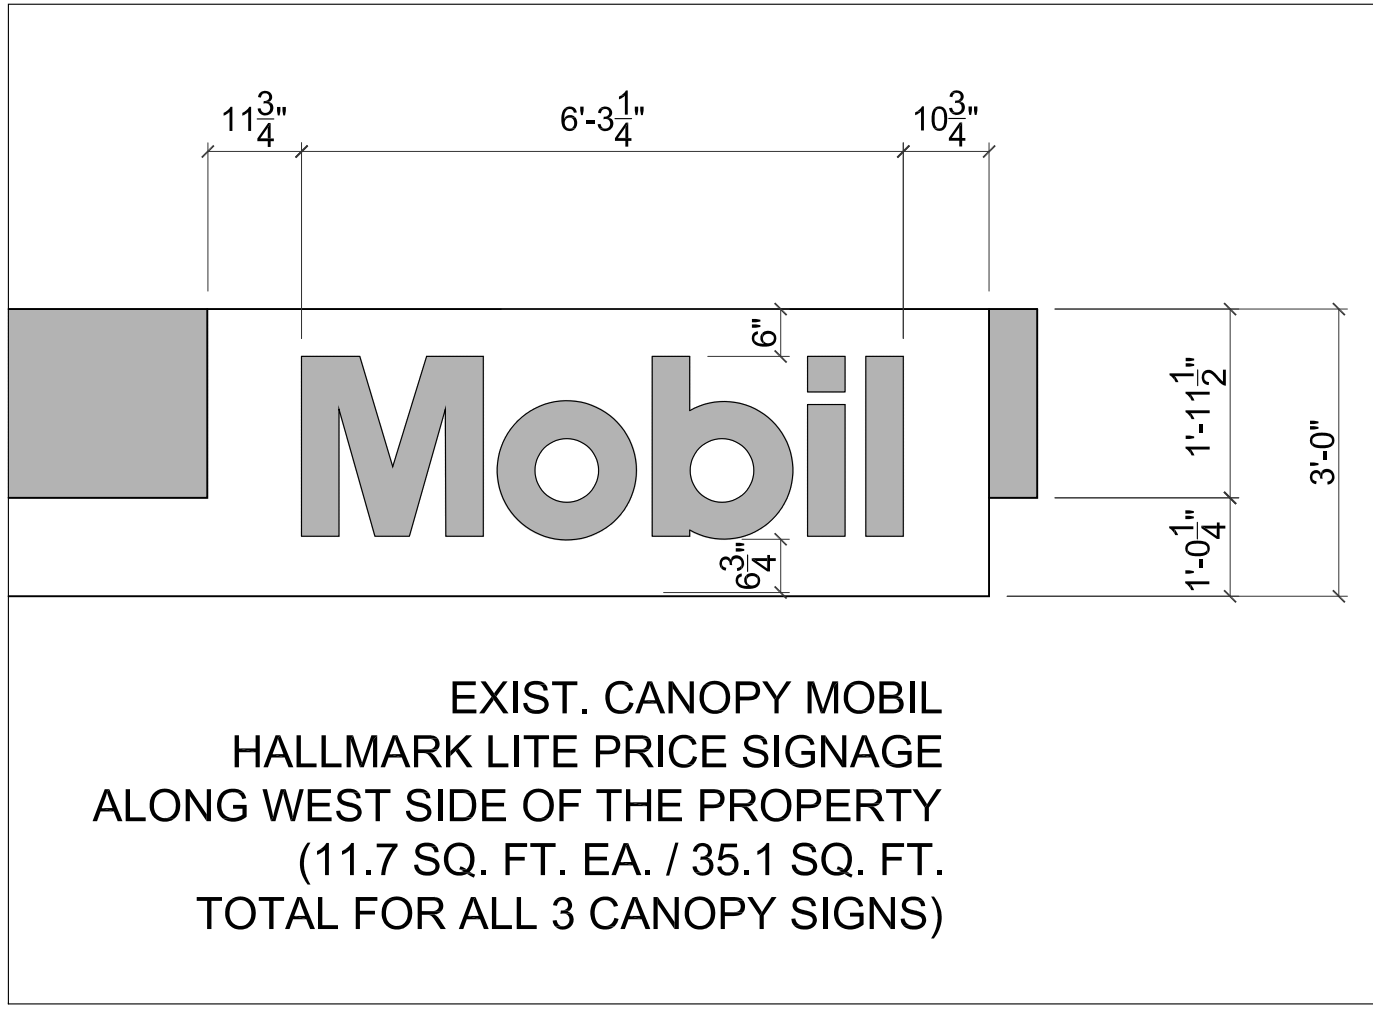 11 3/4" 6'-3 1/4" 10 3/4"
6"
Mobil
1'-11 1/2"
3'-0"
6 3/4"
1'-0 1/4"
EXIST. CANOPY MOBIL
HALLMARK LITE PRICE SIGNAGE
ALONG WEST SIDE OF THE PROPERTY
(11.7 SQ. FT. EA. / 35.1 SQ. FT.
TOTAL FOR ALL 3 CANOPY SIGNS)